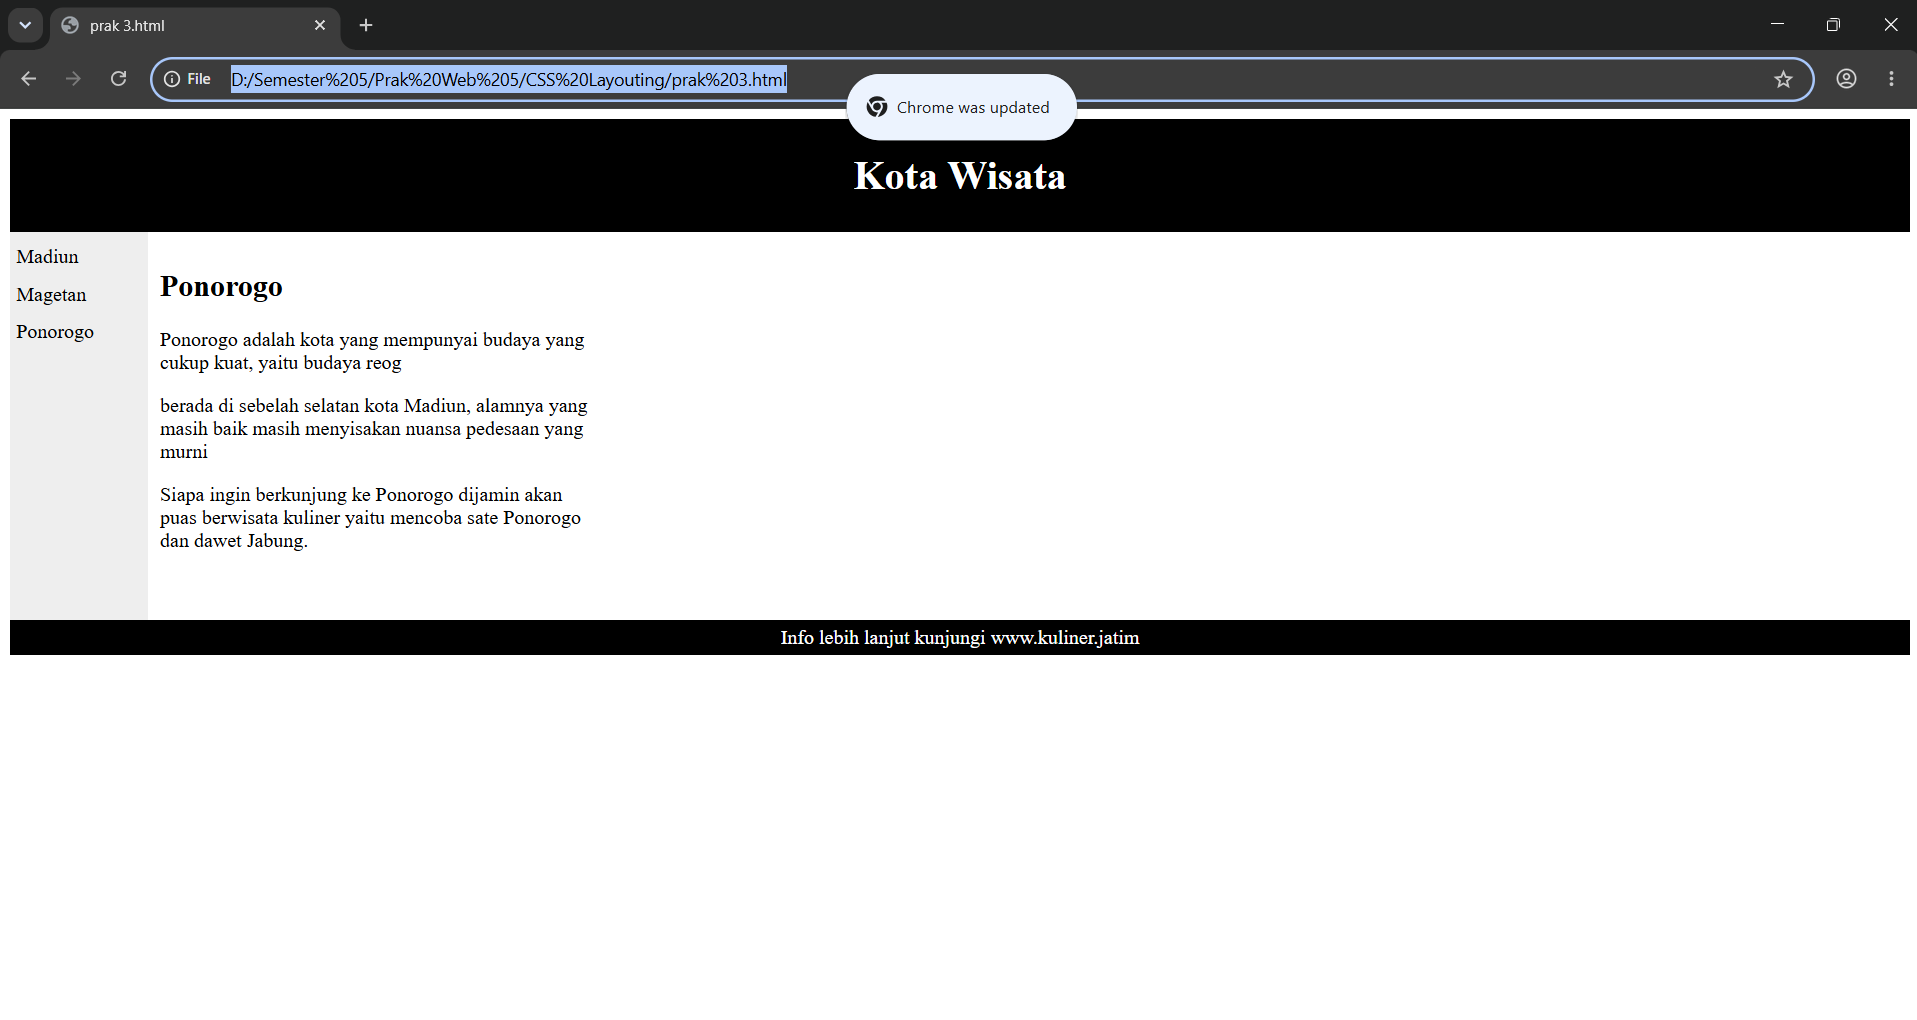 prak 3.html
File
D:/Semester%205/Prak%20Web%205/CSS%20Layouting/prak%203.html
Chrome was updated
Kota Wisata
Madiun
Magetan
Ponorogo
Ponorogo
Ponorogo adalah kota yang mempunyai budaya yang
cukup kuat, yaitu budaya reog
berada di sebelah selatan kota Madiun, alamnya yang
masih baik masih menyisakan nuansa pedesaan yang
murni
Siapa ingin berkunjung ke Ponorogo dijamin akan
puas berwisata kuliner yaitu mencoba sate Ponorogo
dan dawet Jabung.
Info lebih lanjut kunjungi www.kuliner.jatim